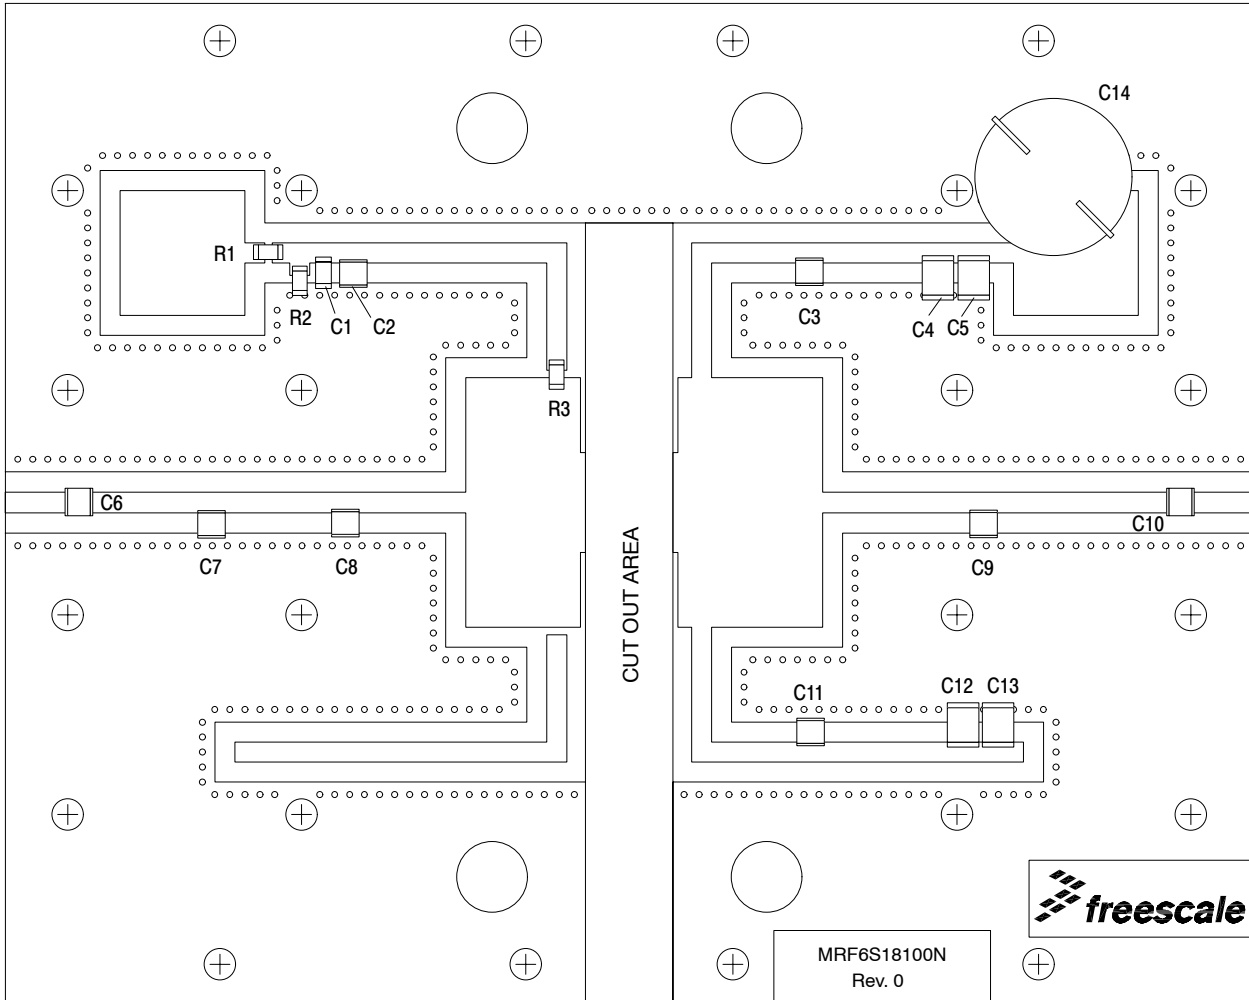 C14
R1
R2
C1
C2
C3
C4
C5
R3
C6
C10
C7
C8
C9
CUT OUT AREA
C11
C12
C13
freescale
MRF6S18100N
Rev. 0